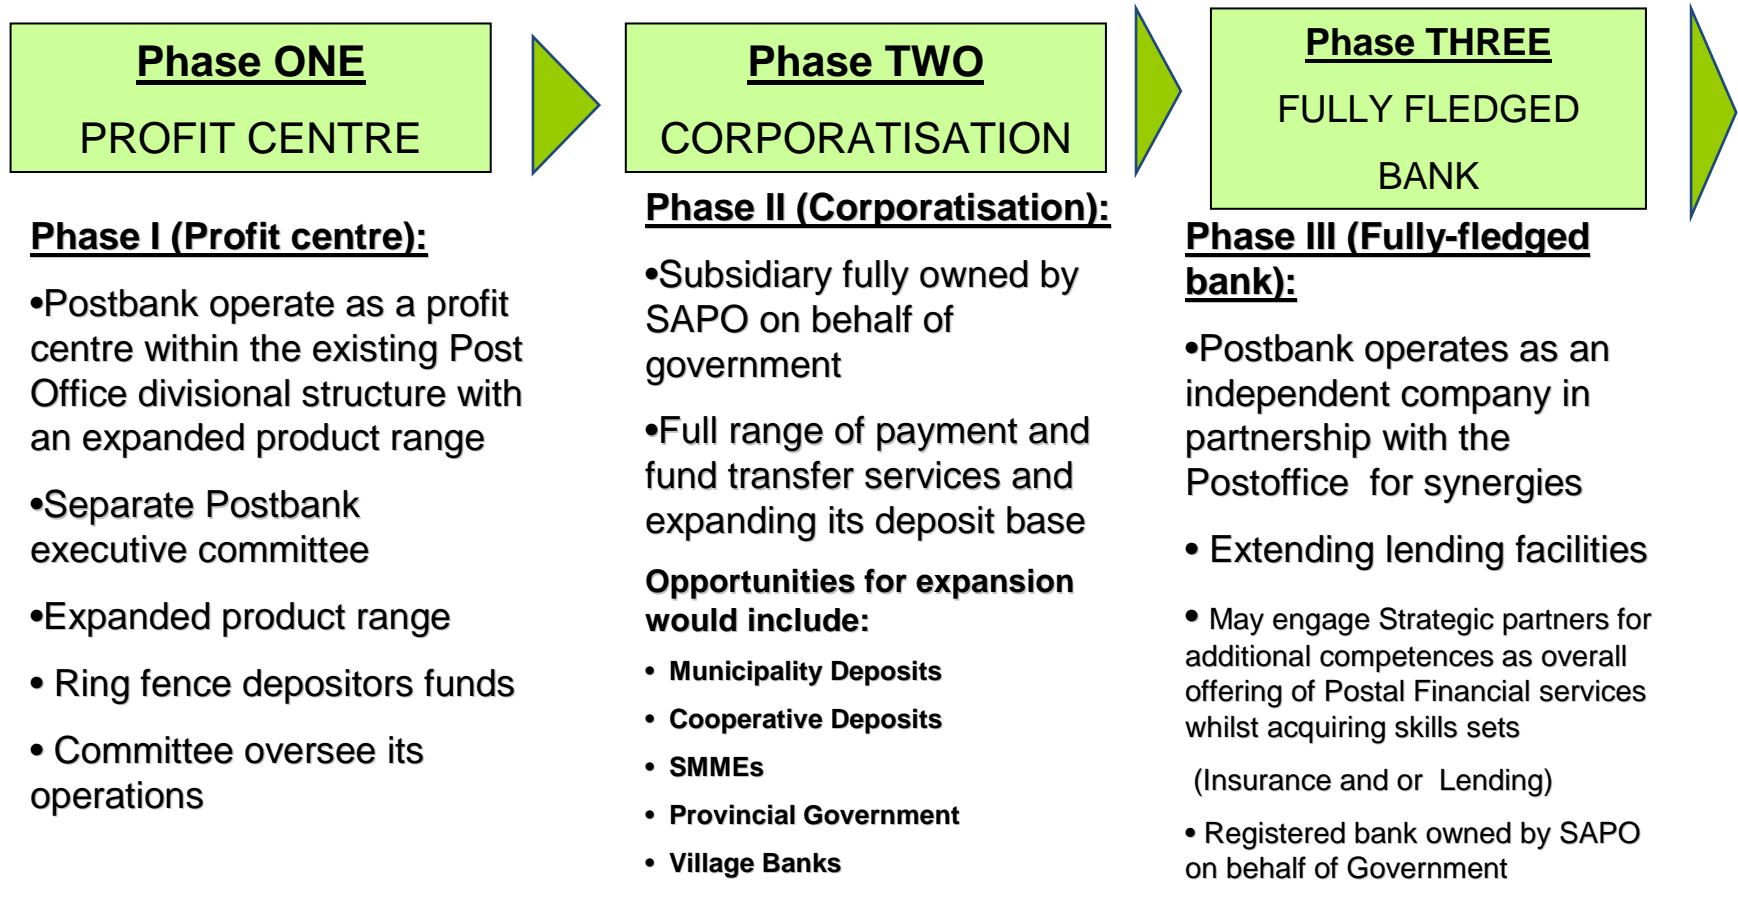 Phase ONE
PROFIT CENTRE
Phase I (Profit centre):
•Postbank operate as a profit
centre within the existing Post
Office divisional structure with
an expanded product range
•Separate Postbank
executive committee
•Expanded product range
• Ring fence depositors funds
• Committee oversee its
operations
Phase TWO
CORPORATISATION
Phase II (Corporatisation):
•Subsidiary fully owned by
SAPO on behalf of
government
•Full range of payment and
fund transfer services and
expanding its deposit base
Opportunities for expansion
would include:
• Municipality Deposits
• Cooperative Deposits
• SMMEs
• Provincial Government
• Village Banks
Phase THREE
FULLY FLEDGED
BANK
Phase III (Fully-fledged
bank):
•Postbank operates as an
independent company in
partnership with the
Postoffice for synergies
• Extending lending facilities
• May engage Strategic partners for
additional competences as overall
offering of Postal Financial services
whilst acquiring skills sets
(Insurance and or Lending)
• Registered bank owned by SAPO
on behalf of Government